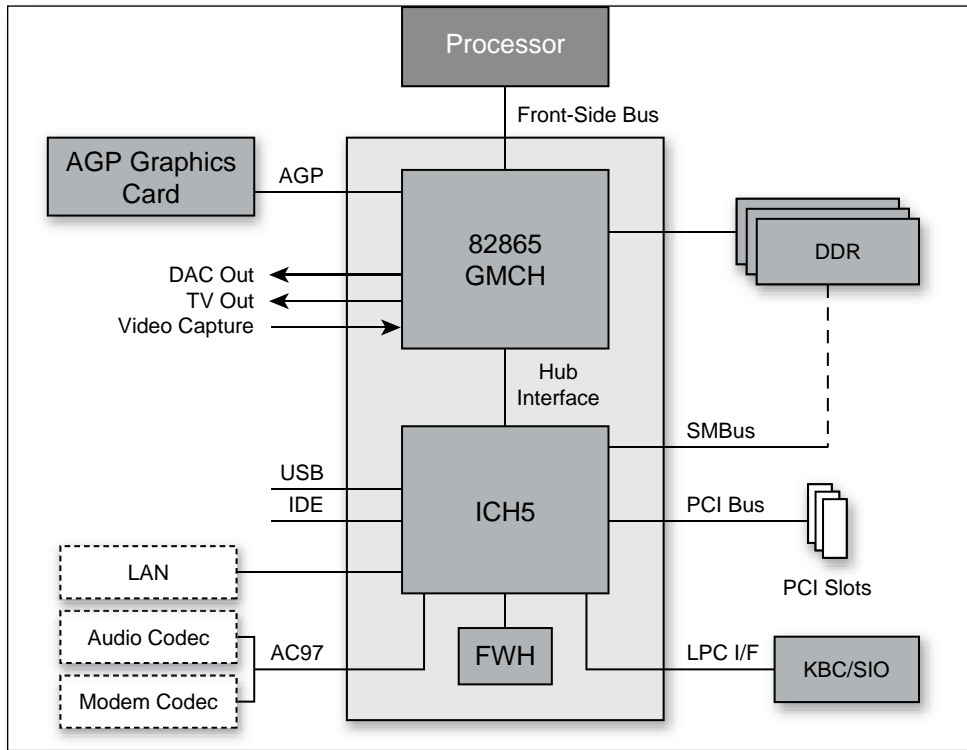 Processor
Front-Side Bus
AGP Graphics
Card
AGP
82865
GMCH
DDR
DAC Out
TV Out
Video Capture
Hub
Interface
SMBus
USB
IDE
ICH5
PCI Bus
PCI Slots
LAN
Audio Codec
AC97
Modem Codec
FWH
LPC I/F
KBC/SIO